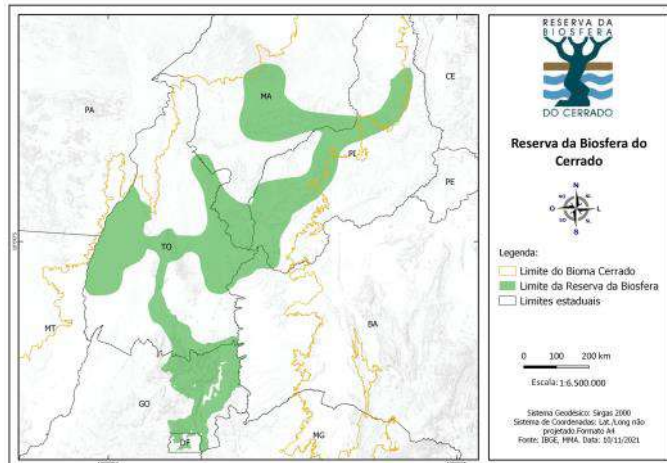 PA
MA
CE
PI
PE
TO
MT
BA
GO
DF
MG
RESERVA DA
BIOSFERA
DO CERRADO
Reserva da Biosfera do
Cerrado
N
O
L
S
Legenda:
Limite do Bioma Cerrado
Limite da Reserva da Biosfera
Limites estaduais
0 100 200 km
Escala: 1:6.500.000
Sistema Geodésic: Sirgas 2000
Sistema de Coordenadas: Lat./Long não
projetado.Formato A4
Fonte: IBGE, MMA. Data: 10/11/2021